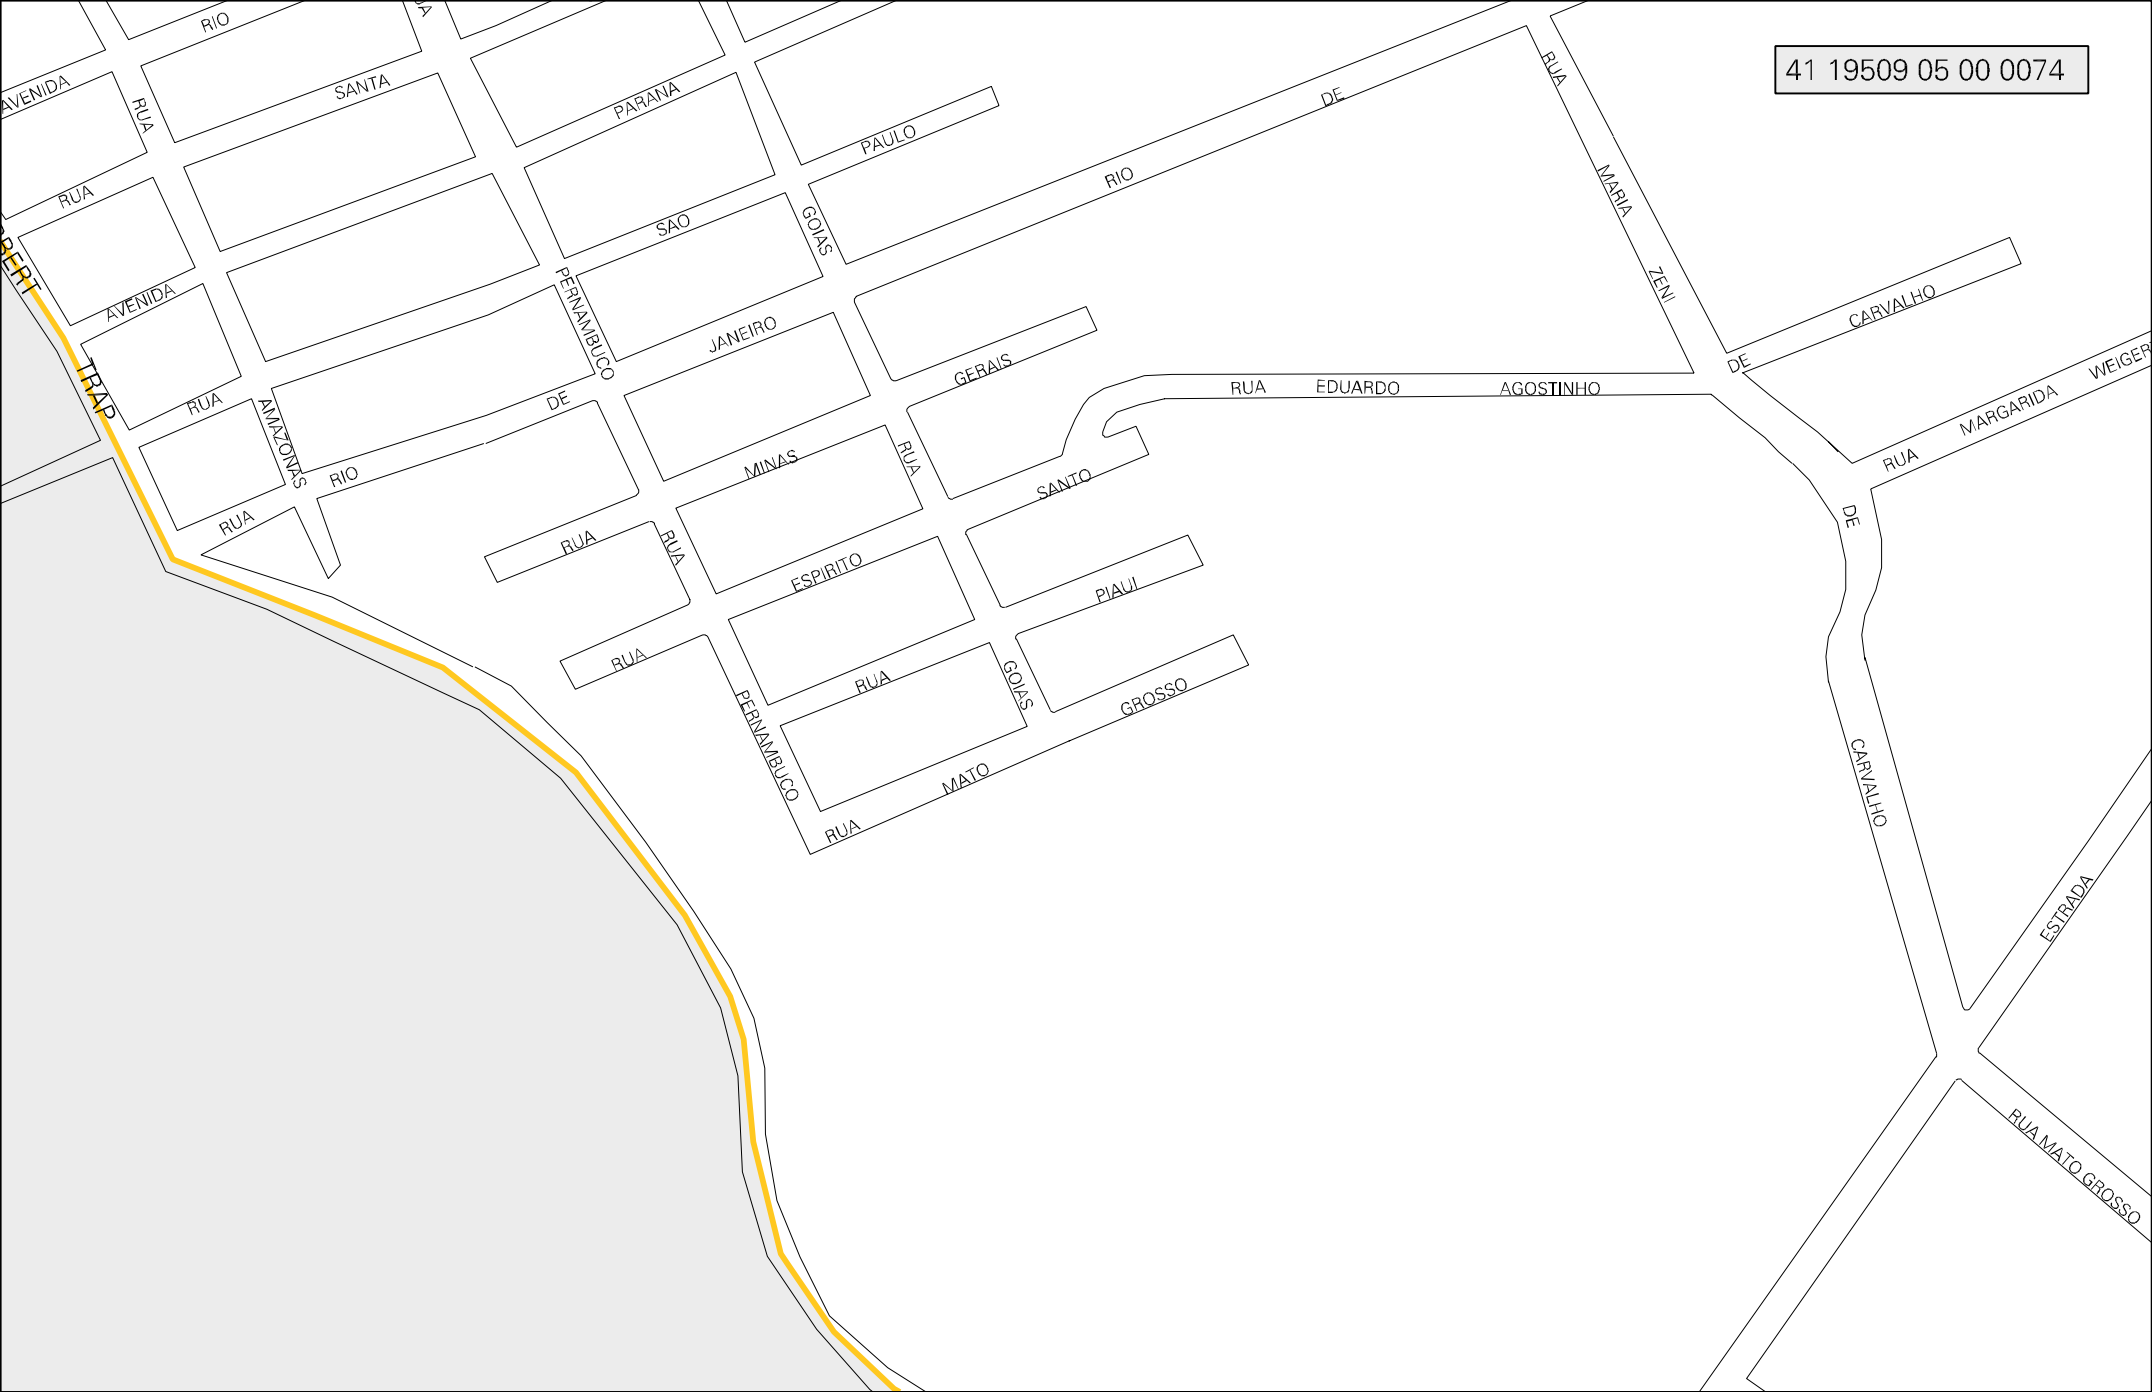 41 19509 05 00 0074
RIO
AVENIDA
RUA
SANTA
PARANA
PAULO
RIO
DE
RUA
MARIA
ZENI
RUA
AVENIDA
SAO
GOIAS
PERNAMBUCO
JANEIRO
GERAIS
CARVALHO
DE
BERT
TRAP
RUA
AMAZONAS
RIO
DE
RUA
EDUARDO
AGOSTINHO
RUA
MARGARIDA
WEIGER
MINAS
RUA
SANTO
RUA
RUA
RUA
ESPIRITO
PIAUI
DE
CARVALHO
RUA
RUA
GOIAS
GROSSO
PERNAMBUCO
MATO
RUA
ESTRADA
RUA MATO GROSSO